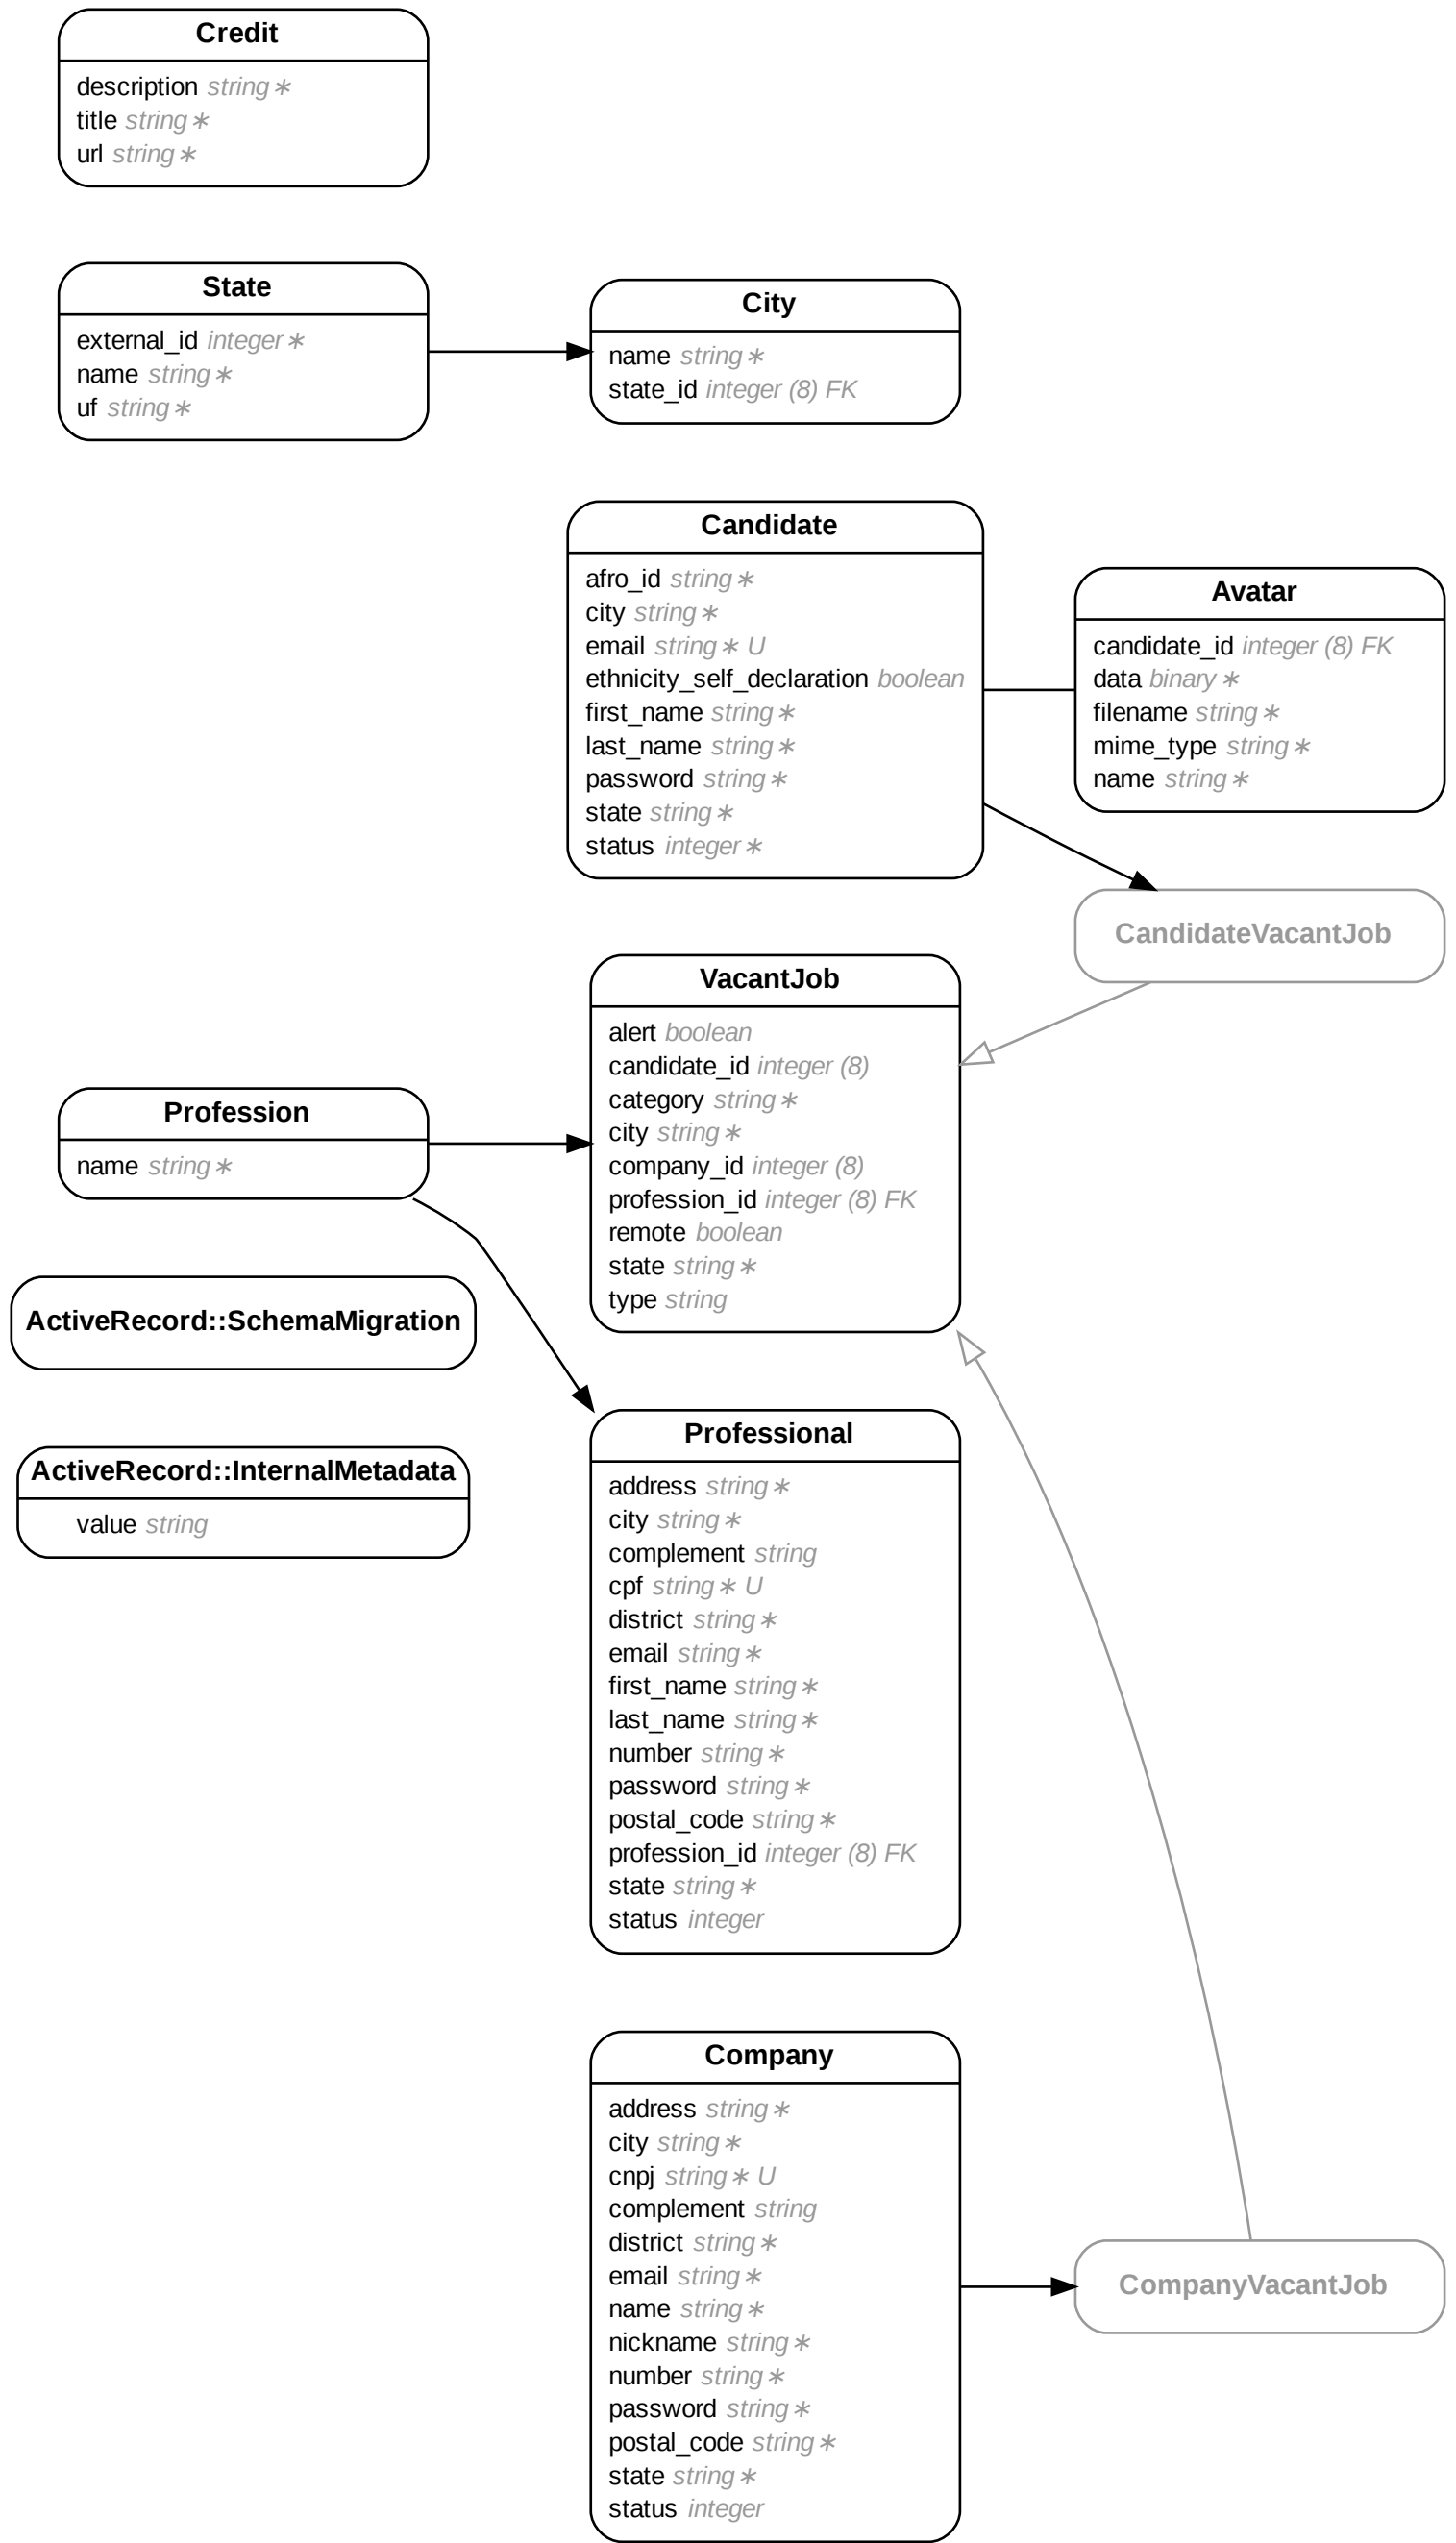 Credit
description string∗
title string∗
url string∗
State
external_id integer∗
name string∗
uf string∗
City
name string∗
state_id integer (8) FK
Candidate
afro_id string∗
city string∗
email string∗ U
ethnicity_self_declaration boolean
first_name string∗
last_name string∗
password string∗
state string∗
status integer∗
Avatar
candidate_id integer (8) FK
data binary∗
filename string∗
mime_type string∗
name string∗
CandidateVacantJob
VacantJob
alert boolean
candidate_id integer (8)
category string∗
city string∗
company_id integer (8)
profession_id integer (8) FK
remote boolean
state string∗
type string
Profession
name string∗
ActiveRecord::SchemaMigration
ActiveRecord::InternalMetadata
value string
Professional
address string∗
city string∗
complement string
cpf string∗ U
district string∗
email string∗
first_name string∗
last_name string∗
number string∗
password string∗
postal_code string∗
profession_id integer (8) FK
state string∗
status integer
Company
address string∗
city string∗
cnpj string∗ U
complement string
district string∗
email string∗
name string∗
nickname string∗
number string∗
password string∗
postal_code string∗
state string∗
status integer
CompanyVacantJob